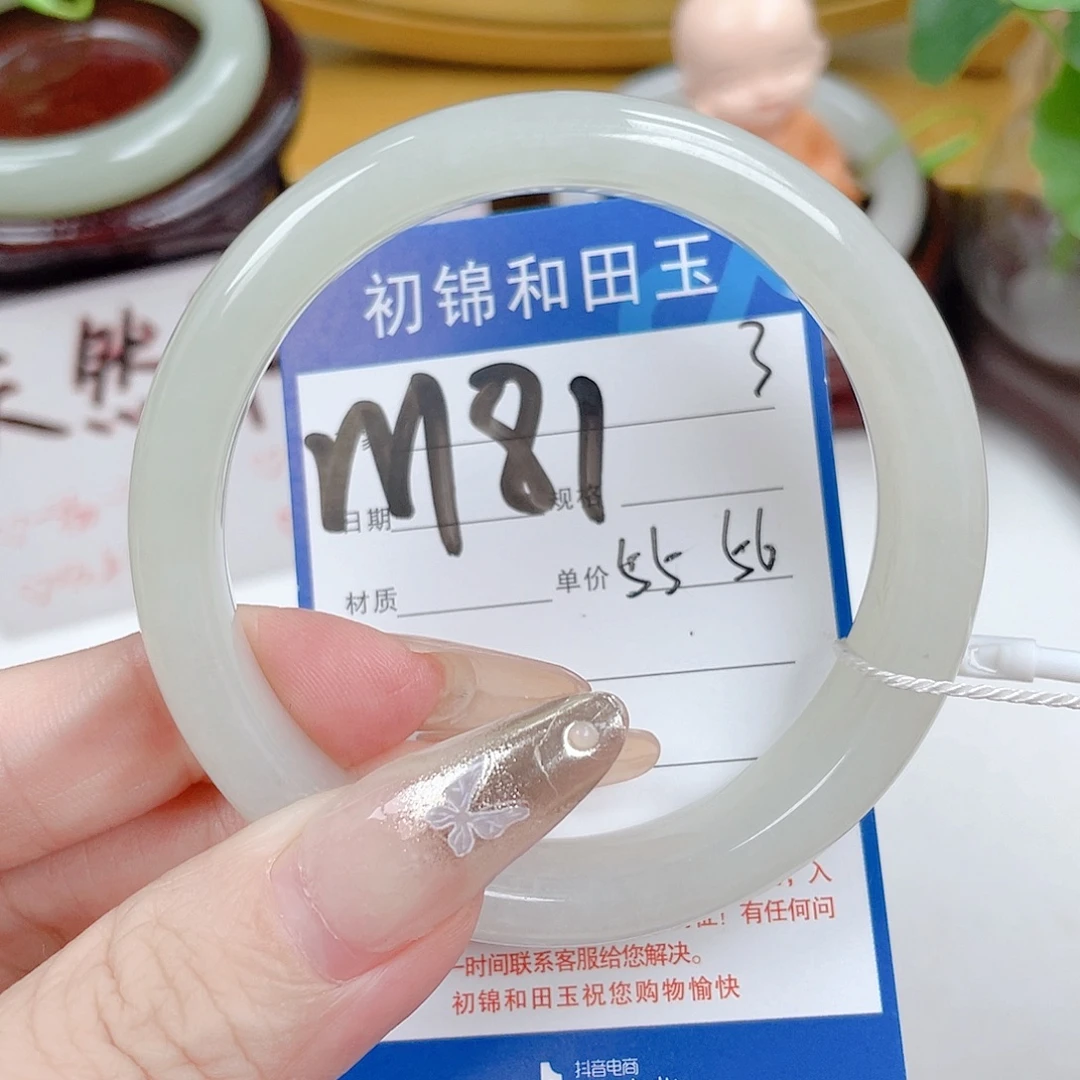 初锦和田玉
3
M81
日期 规格
材质 单价 55 56
，入
证！有任何问
一时间联系客服给您解决。
初锦和田玉祝您购物愉快
抖音电商
然